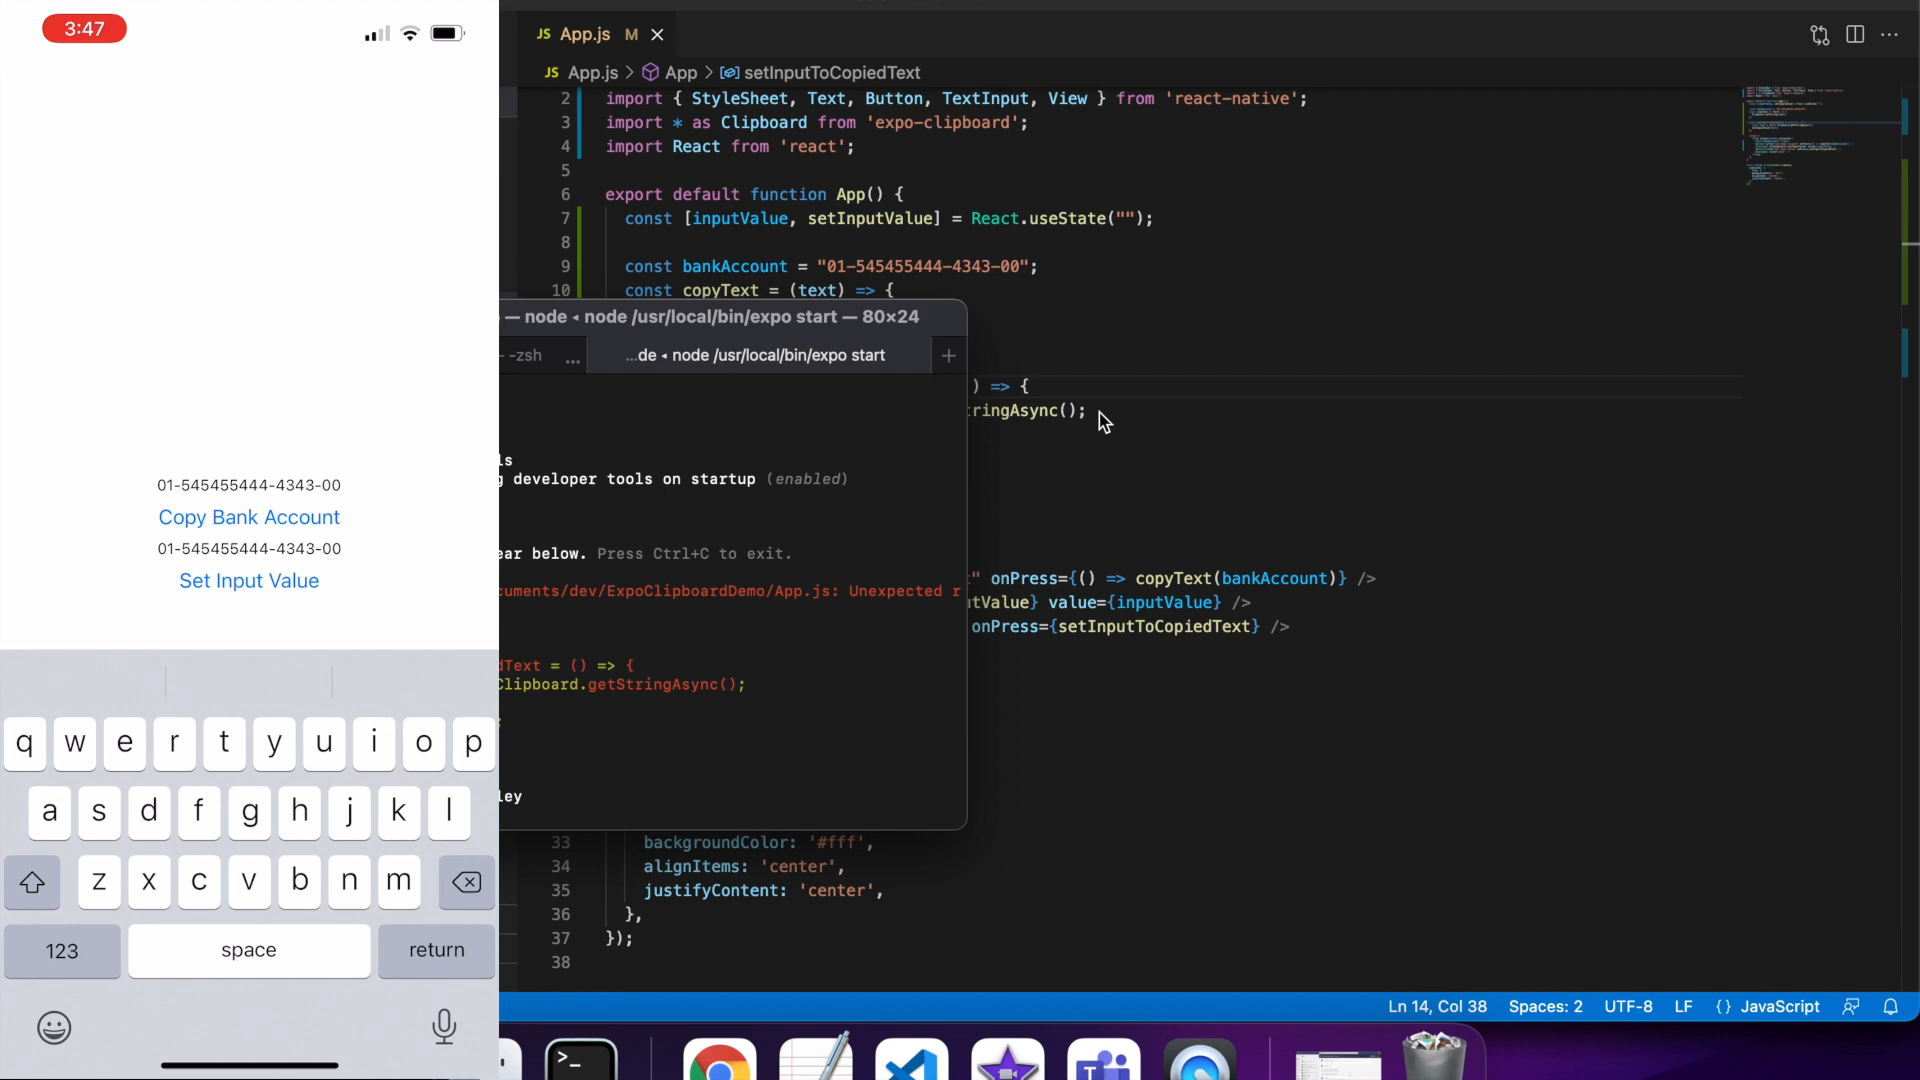 3:47
01-545455444-4343-00
Copy Bank Account
01-545455444-4343-00
Set Input Value
q w e r t y u i o p
a s d f g h j k l
z x c v b n m
123 space return
JS App.js M
JS App.js > App > setInputToCopiedText
2 import { StyleSheet, Text, Button, TextInput, View } from 'react-native';
3 import * as Clipboard from 'expo-clipboard';
4 import React from 'react';
5
6 export default function App() {
7 const [inputValue, setInputValue] = React.useState("");
8
9 const bankAccount = "01-545455444-4343-00";
10 const copyText = (text) => {
— node ◂ node /usr/local/bin/expo start — 80×24
-zsh ... ...de ◂ node /usr/local/bin/expo start +
) => {
ringAsync();
ls
g developer tools on startup (enabled)
ear below. Press Ctrl+C to exit.
cuments/dev/ExpoClipboardDemo/App.js: Unexpected r
" onPress={() => copyText(bankAccount)} />
tValue} value={inputValue} />
onPress={setInputToCopiedText} />
dText = () => {
Clipboard.getStringAsync();
;
ley
33 backgroundColor: '#fff',
34 alignItems: 'center',
35 justifyContent: 'center',
36 },
37 });
38
Ln 14, Col 38 Spaces: 2 UTF-8 LF {} JavaScript
>_